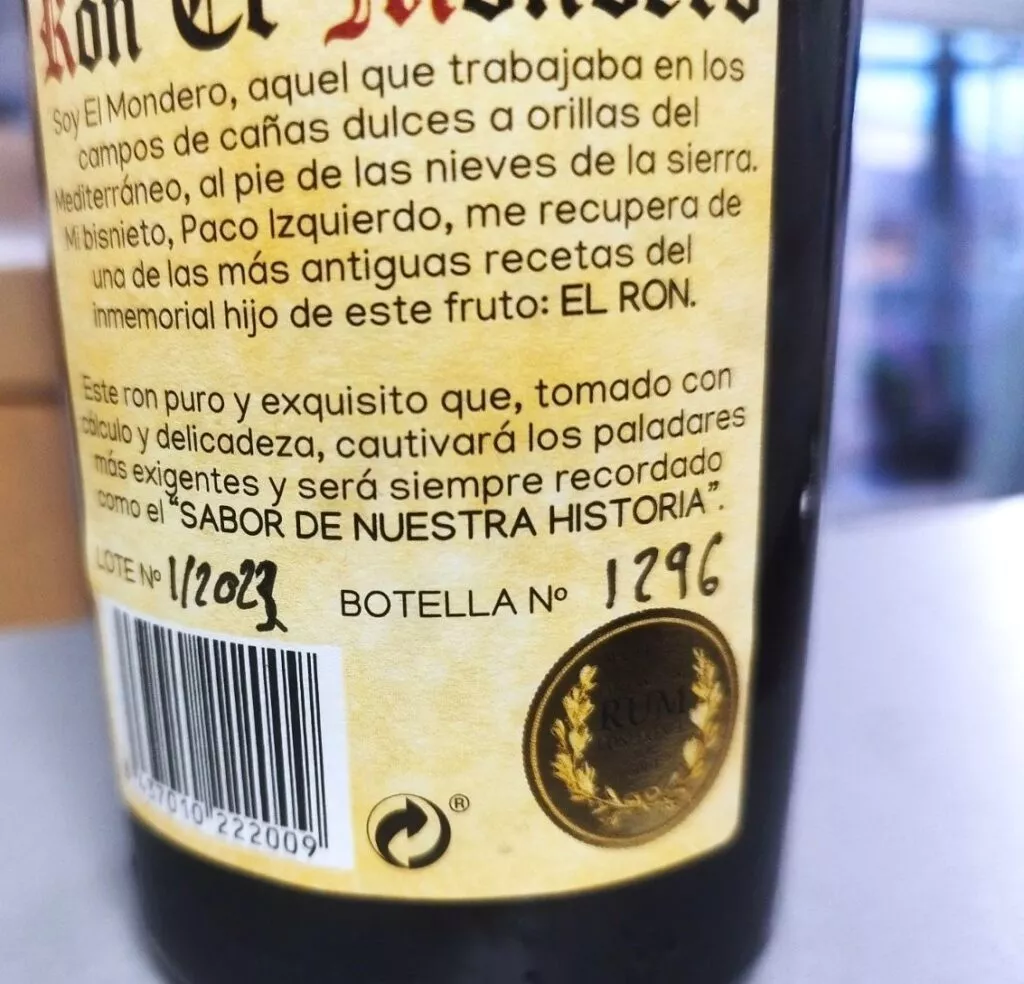 Ron El Mondero
Soy El Mondero, aquel que trabajaba en los
campos de cañas dulces a orillas del
Mediterráneo, al pie de las nieves de la sierra.
Mi bisnieto, Paco Izquierdo, me recupera de
una de las más antiguas recetas del
inmemorial hijo de este fruto: EL RON.
Este ron puro y exquisito que, tomado con
cálculo y delicadeza, cautivará los paladares
más exigentes y será siempre recordado
como el "SABOR DE NUESTRA HISTORIA".
LOTE Nº 1/2023 BOTELLA Nº 1296
RUM
437010 222009
®